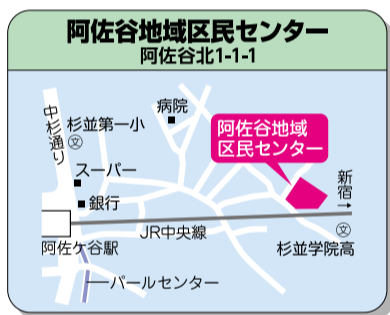 阿佐谷地域区民センター
阿佐谷北1-1-1
中杉通り
杉並第一小
文
病院
阿佐谷地域
区民センター
スーパー
銀行
新宿
→
JR中央線
阿佐ケ谷駅
文
杉並学院高
パールセンター